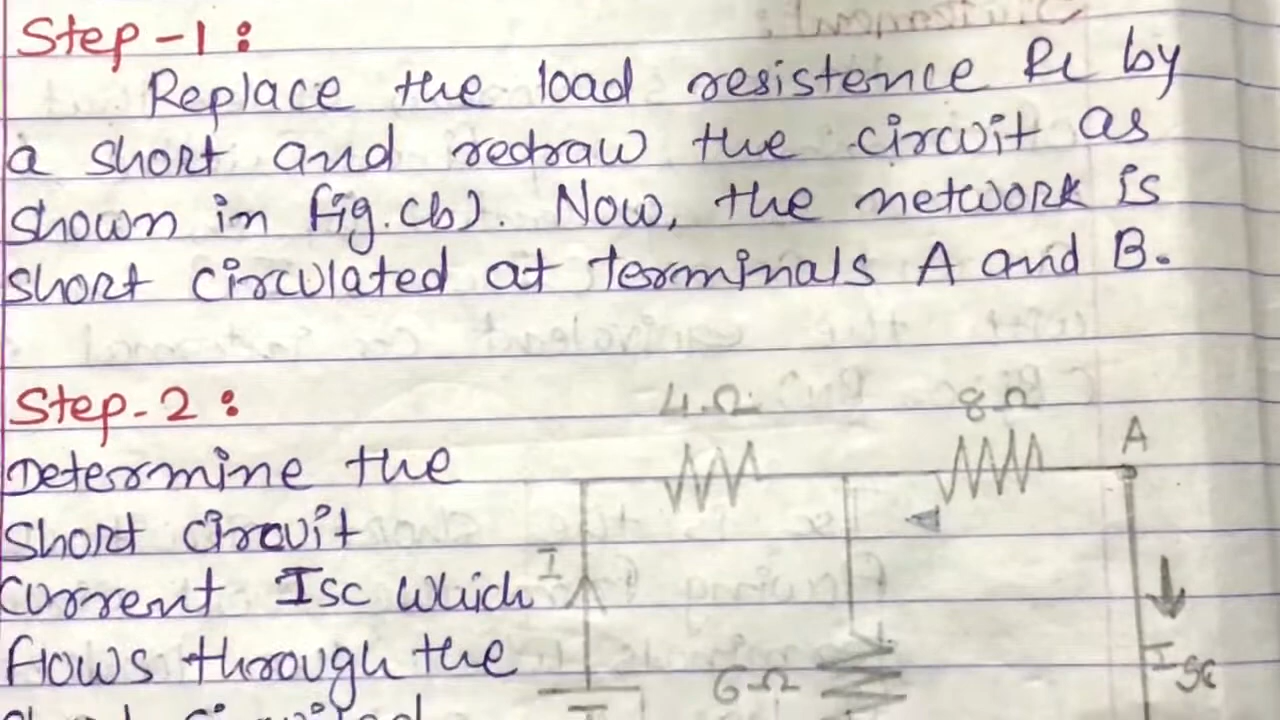 Step-1:
Replace the load resistence RL by
a short and redraw the circuit as
shown in fig.(b). Now, the network is
short circulated at terminals A and B.
Step-2:
Determine the
short circuit
current Isc which
flows through the
4Ω
8Ω
A
I
6Ω
Isc